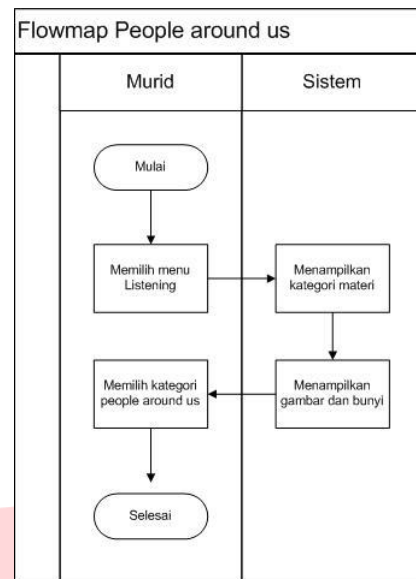 Flowmap People around us
Murid
Sistem
Mulai
Memilih menu
Listening
Menampilkan
kategori materi
Menampilkan
gambar dan bunyi
Memilih kategori
people around us
Selesai